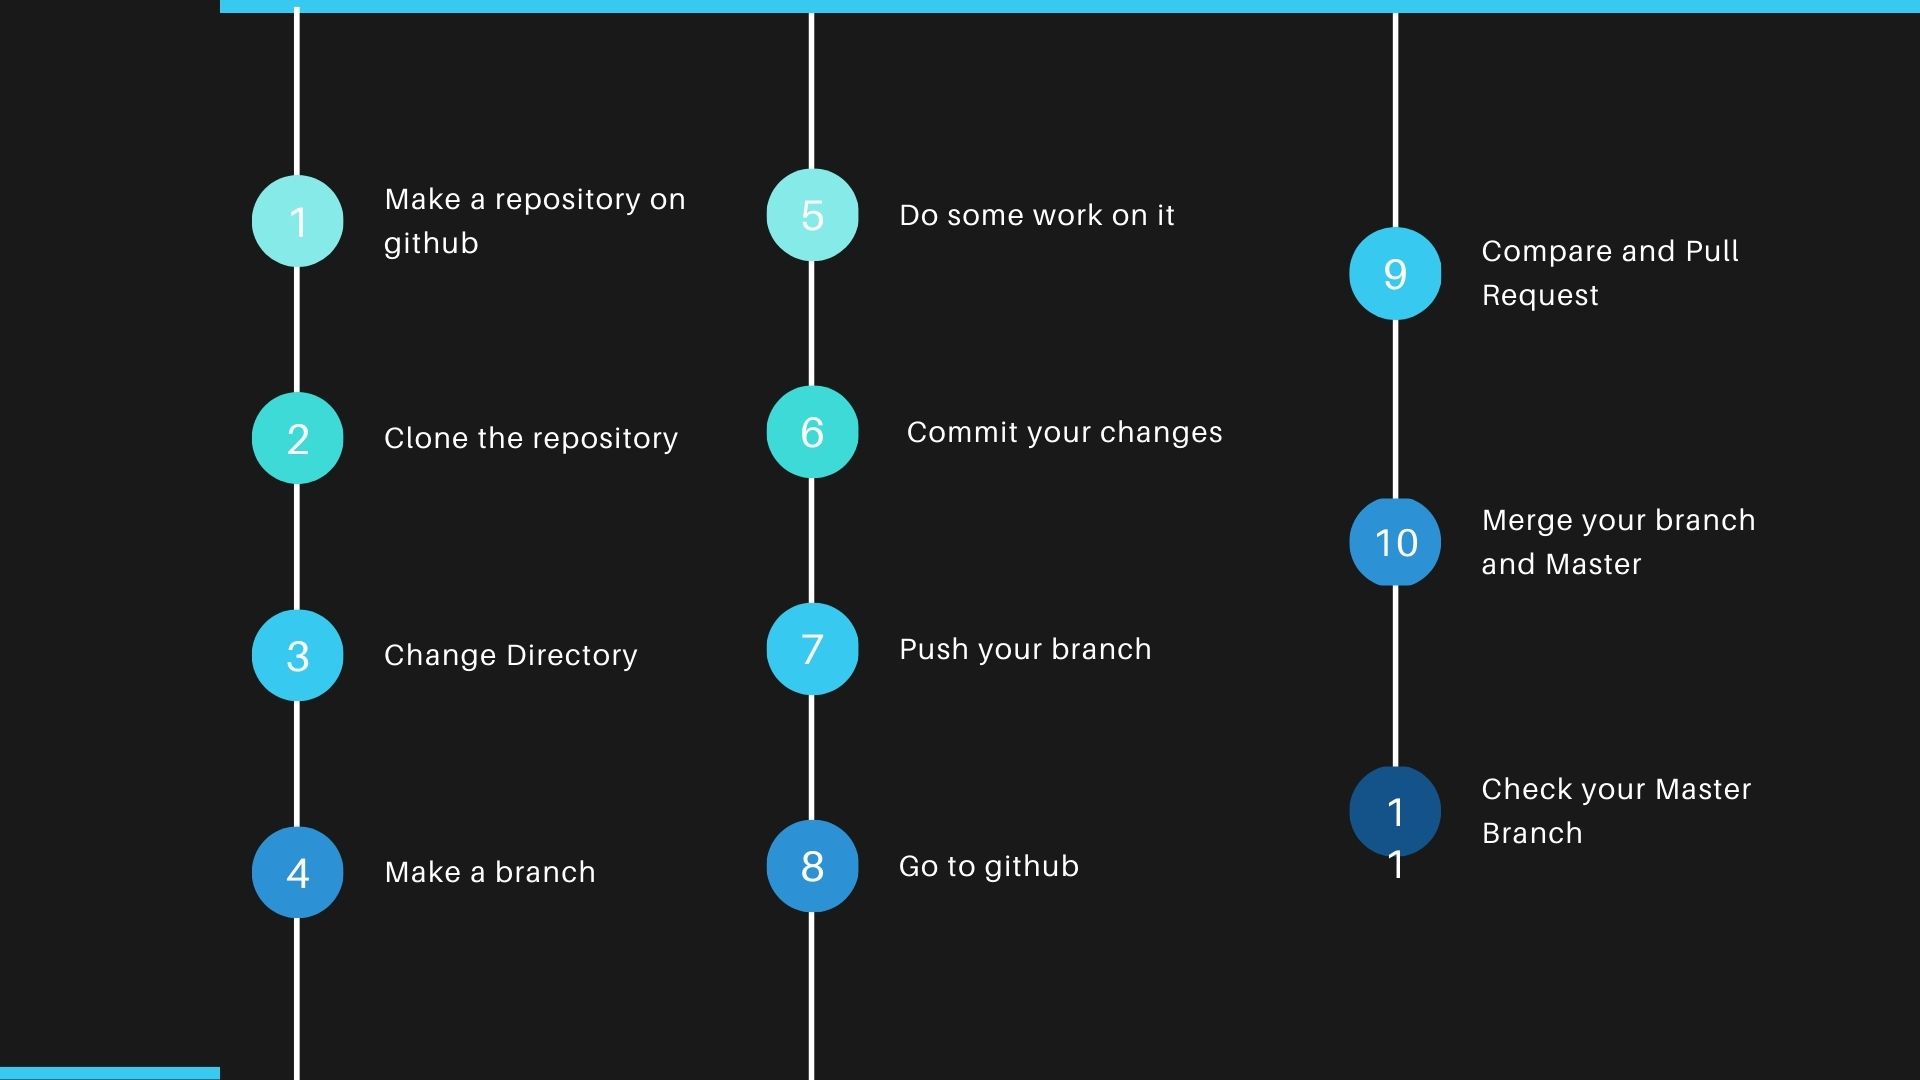 1
Make a repository on
github
2
Clone the repository
3
Change Directory
4
Make a branch
5
Do some work on it
6
Commit your changes
7
Push your branch
8
Go to github
9
Compare and Pull
Request
10
Merge your branch
and Master
1
1
Check your Master
Branch